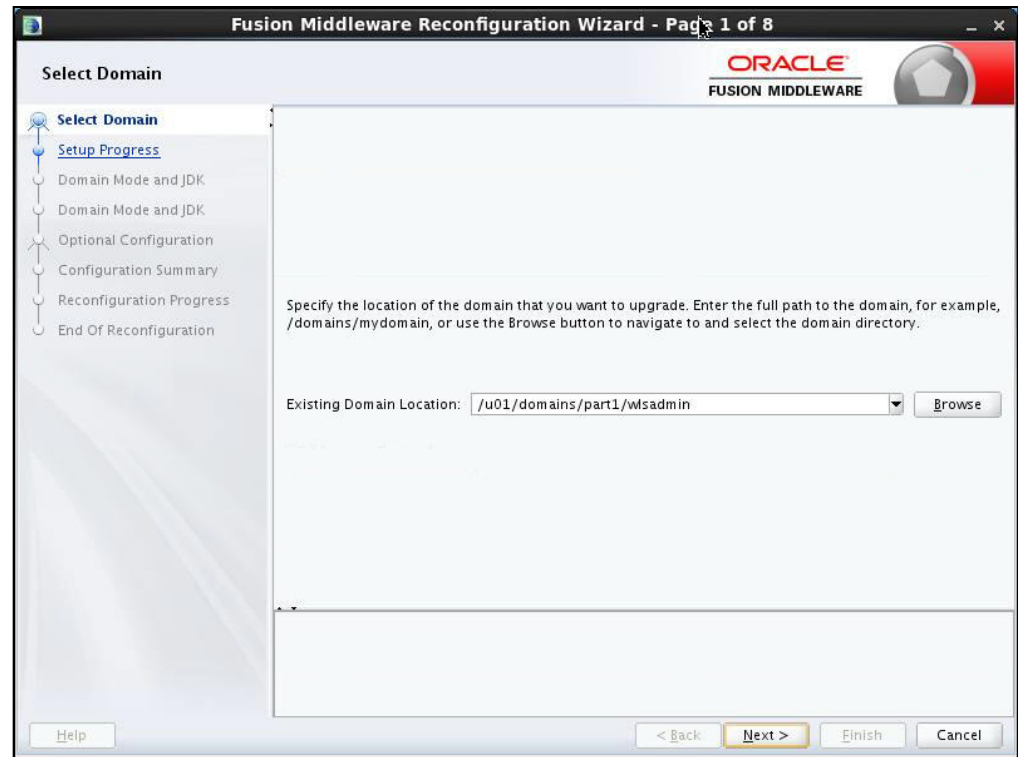 Fusion Middleware Reconfiguration Wizard - Page 1 of 8
Select Domain
ORACLE
FUSION MIDDLEWARE
Select Domain
Setup Progress
Domain Mode and JDK
Domain Mode and JDK
Optional Configuration
Configuration Summary
Reconfiguration Progress
End Of Reconfiguration
Specify the location of the domain that you want to upgrade. Enter the full path to the domain, for example,
/domains/mydomain, or use the Browse button to navigate to and select the domain directory.
Existing Domain Location: /u01/domains/part1/wlsadmin Browse
Help < Back Next > Finish Cancel